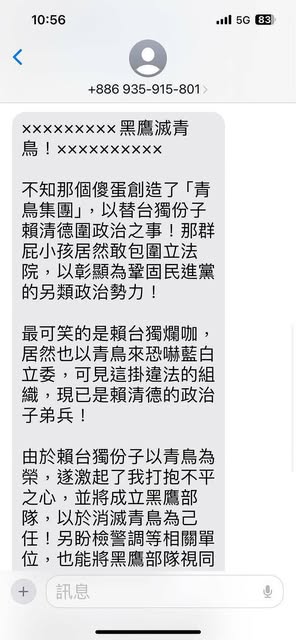 10:56
5G 83
+886 935-915-801
×××××××××黑鷹滅青
鳥！××××××××××
不知那個傻蛋創造了「青
鳥集團」，以替台獨份子
賴清德圍政治之事！那群
屁小孩居然敢包圍立法
院，以彰顯為鞏固民進黨
的另類政治勢力！
最可笑的是賴台獨爛咖，
居然也以青鳥來恐嚇藍白
立委，可見這掛違法的組
織，現已是賴清德的政治
子弟兵！
由於賴台獨份子以青鳥為
榮，遂激起了我打抱不平
之心，並將成立黑鷹部
隊，以於消滅青鳥為己
任！另盼檢警調等相關單
位，也能將黑鷹部隊視同
訊息